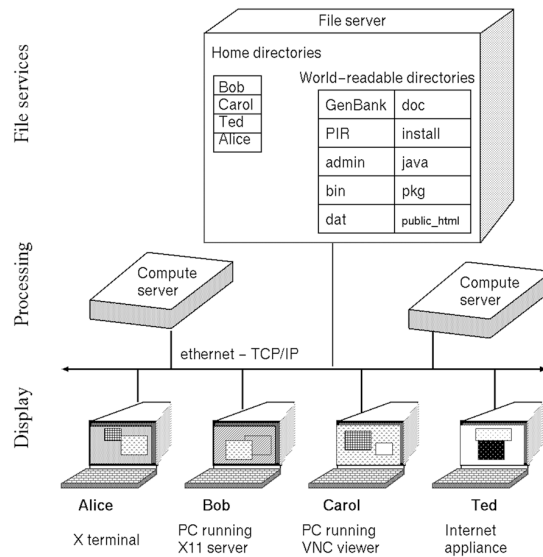 File server
File services
Home directories
Bob
Carol
Ted
Alice
World-readable directories
GenBank doc
PIR install
admin java
bin pkg
dat public_html
Processing
Compute
server
Compute
server
ethernet - TCP/IP
Display
Alice
X terminal
Bob
PC running
X11 server
Carol
PC running
VNC viewer
Ted
Internet
appliance